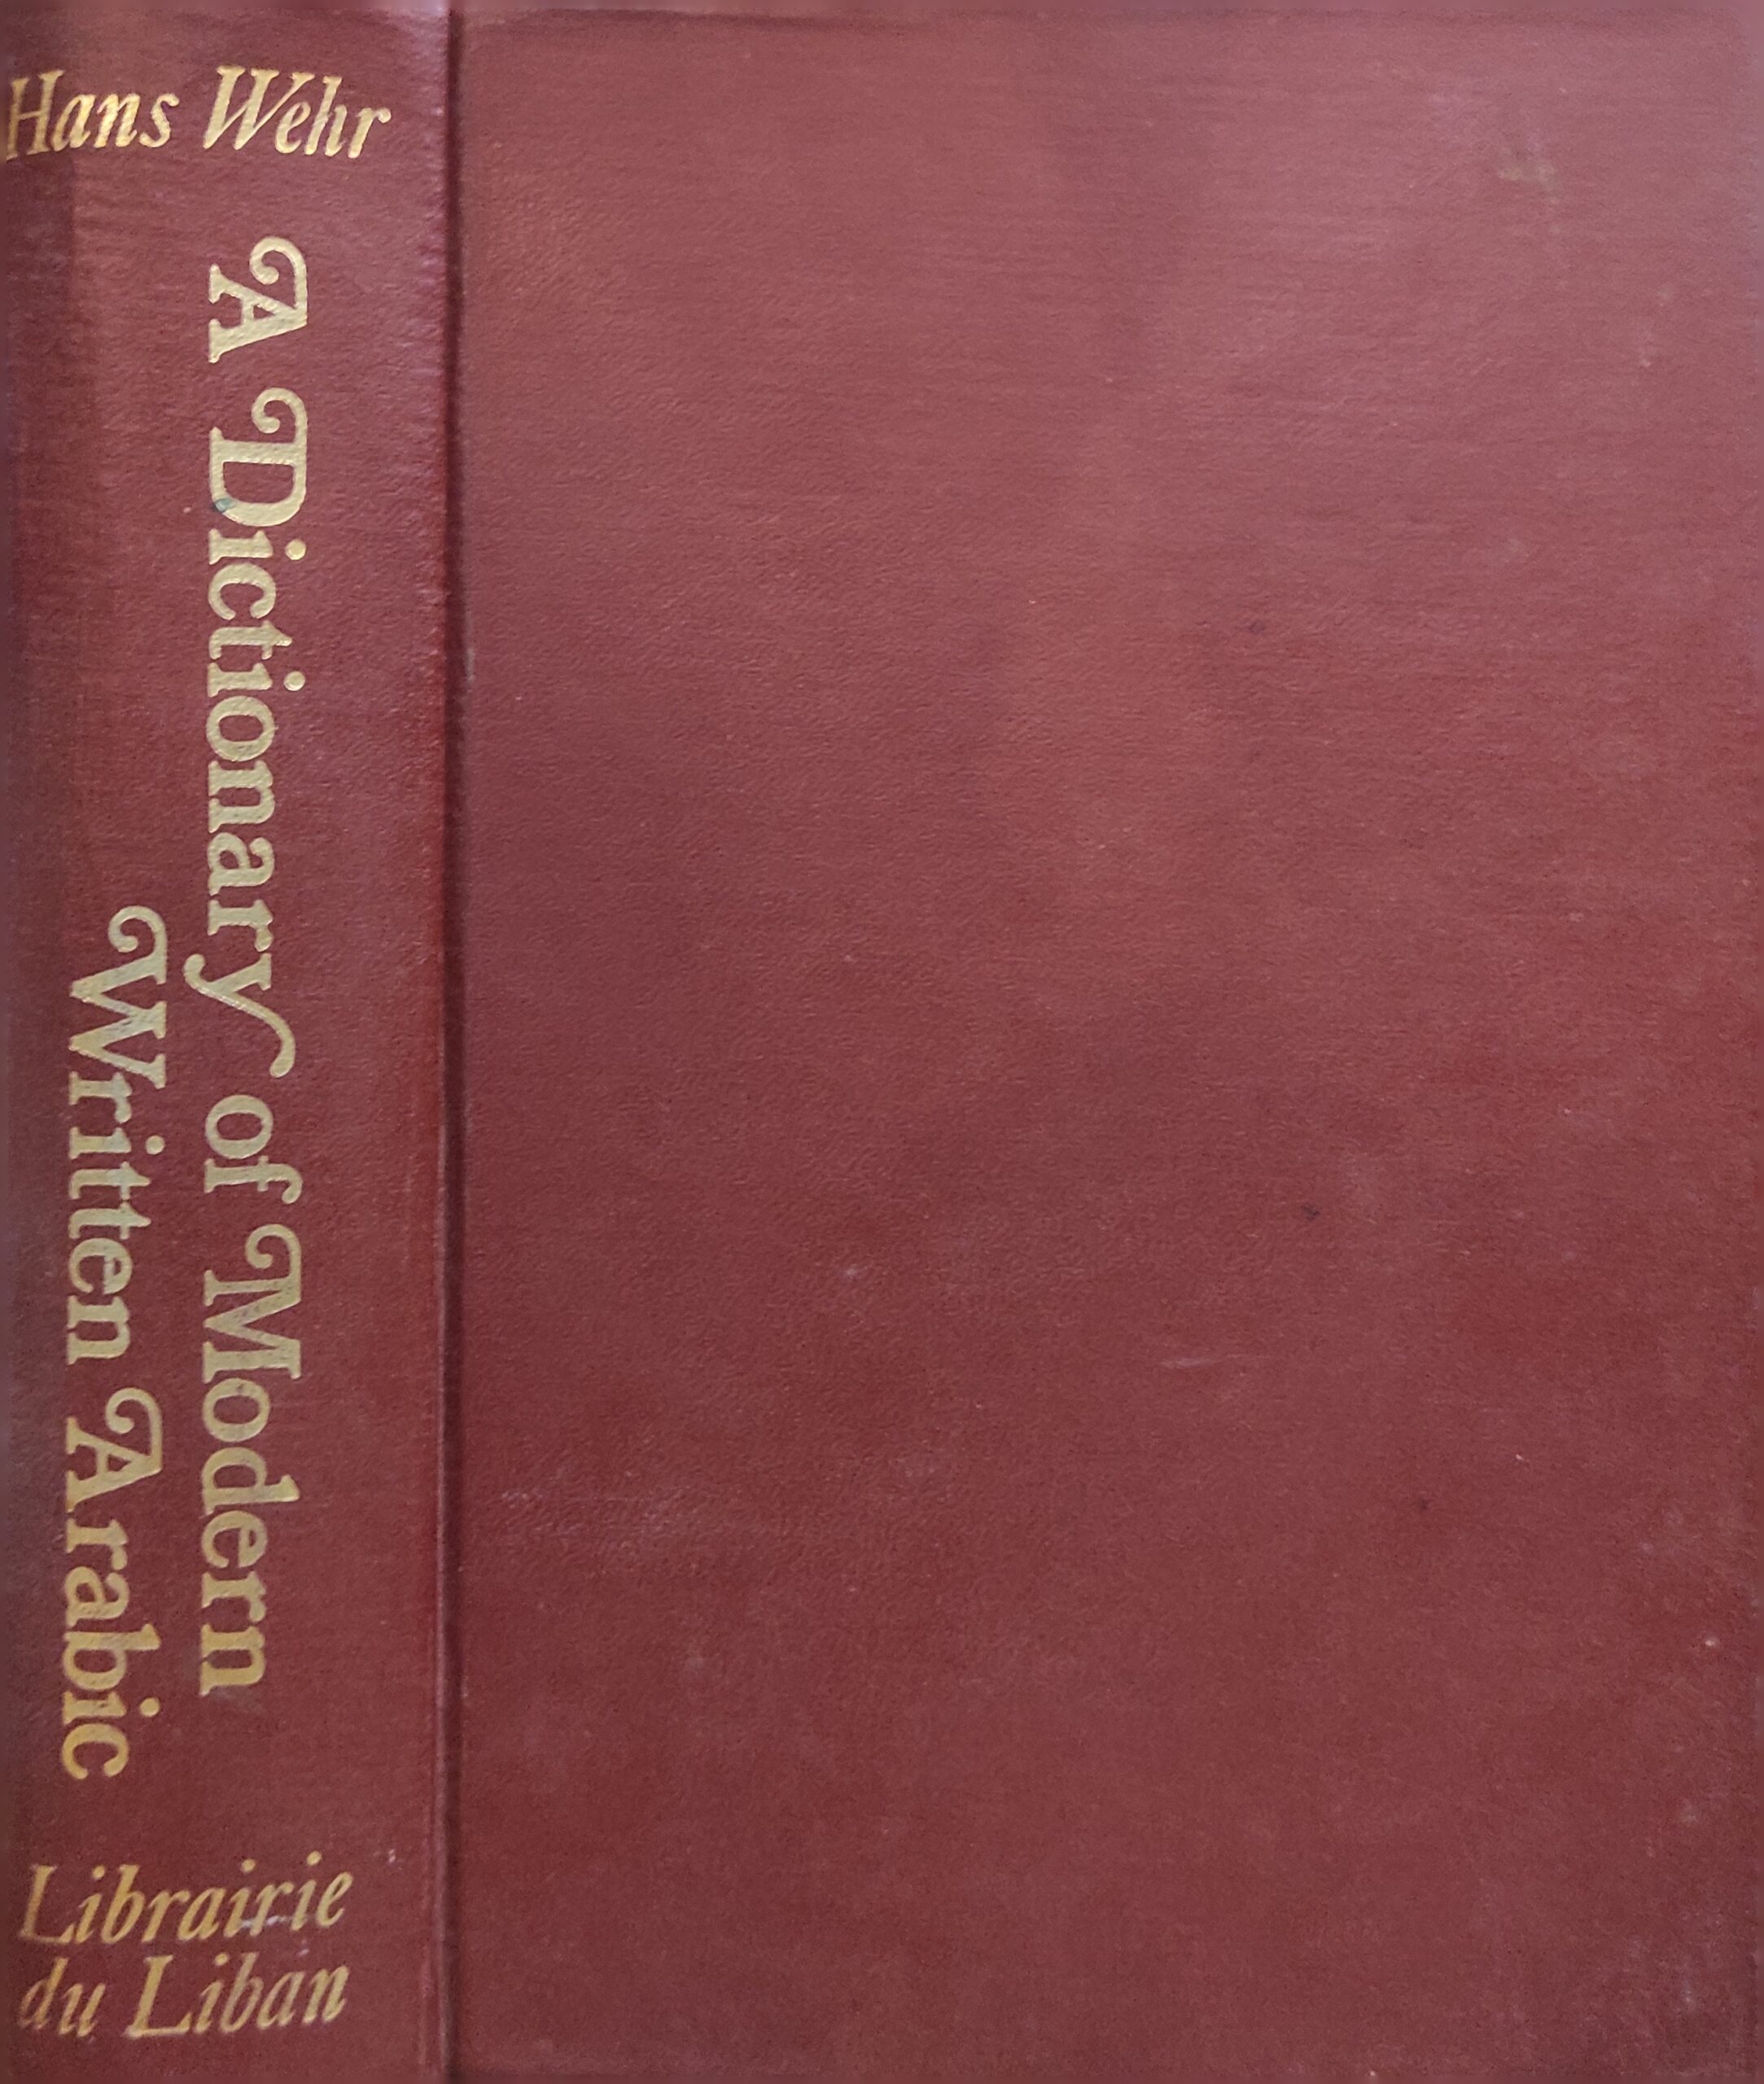 Hans Wehr
A Dictionary of Modern
Written Arabic
Librairie
du Liban